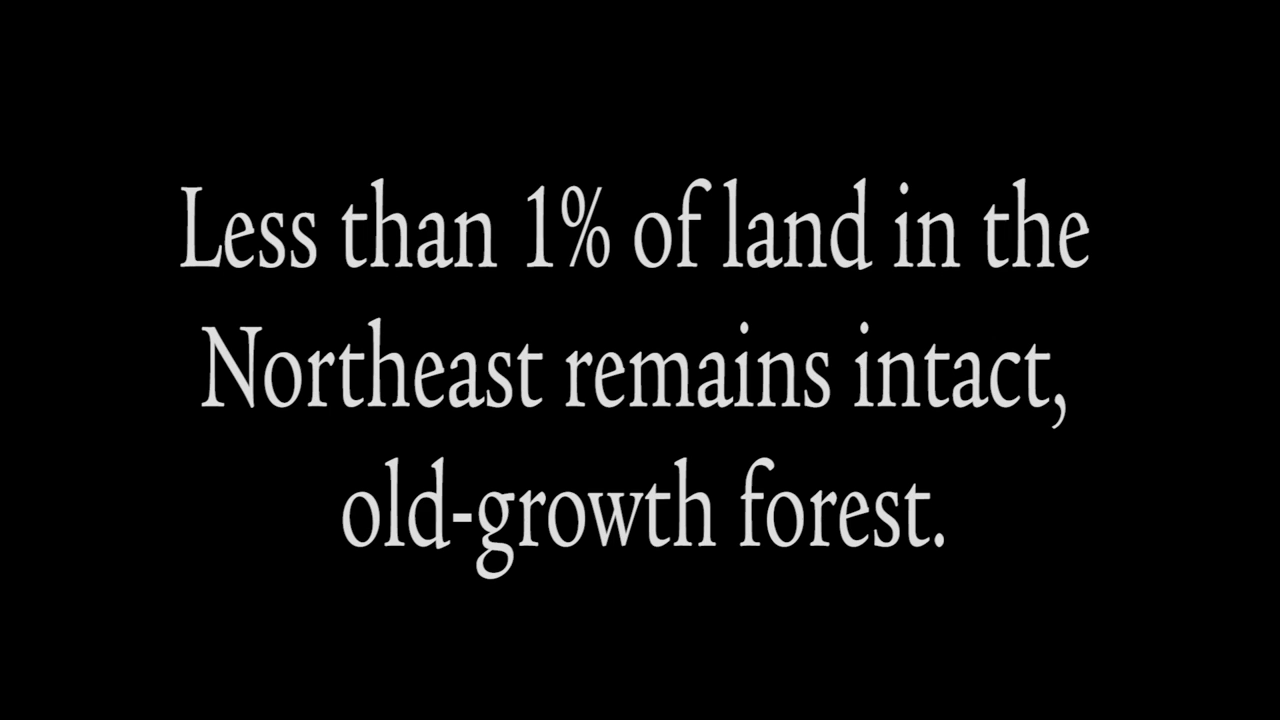 Less than 1% of land in the
Northeast remains intact,
old-growth forest.